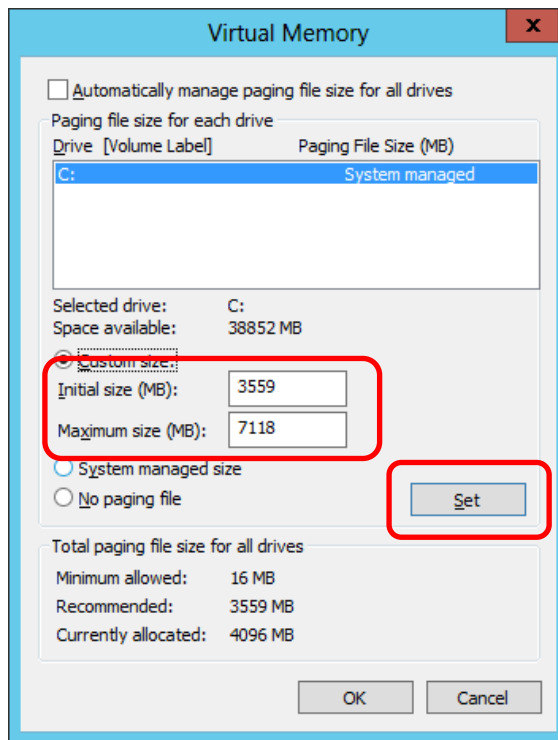 Virtual Memory
x
Automatically manage paging file size for all drives
Paging file size for each drive
Drive [Volume Label] Paging File Size (MB)
C: System managed
Selected drive: C:
Space available: 38852 MB
Custom size:
Initial size (MB): 3559
Maximum size (MB): 7118
System managed size
No paging file Set
Total paging file size for all drives
Minimum allowed: 16 MB
Recommended: 3559 MB
Currently allocated: 4096 MB
OK Cancel